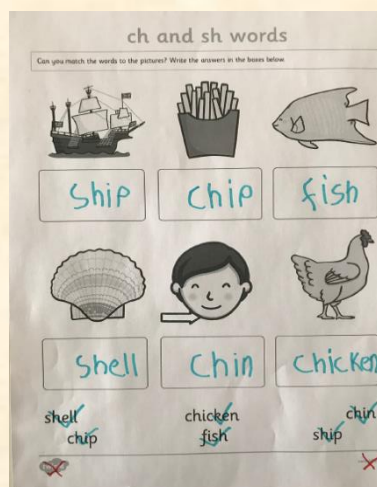 ch and sh words
Can you match the words to the pictures? Write the answers in the boxes below.
Ship chip fish
Shell Chin Chicken
shell chicken chin
chip fish ship